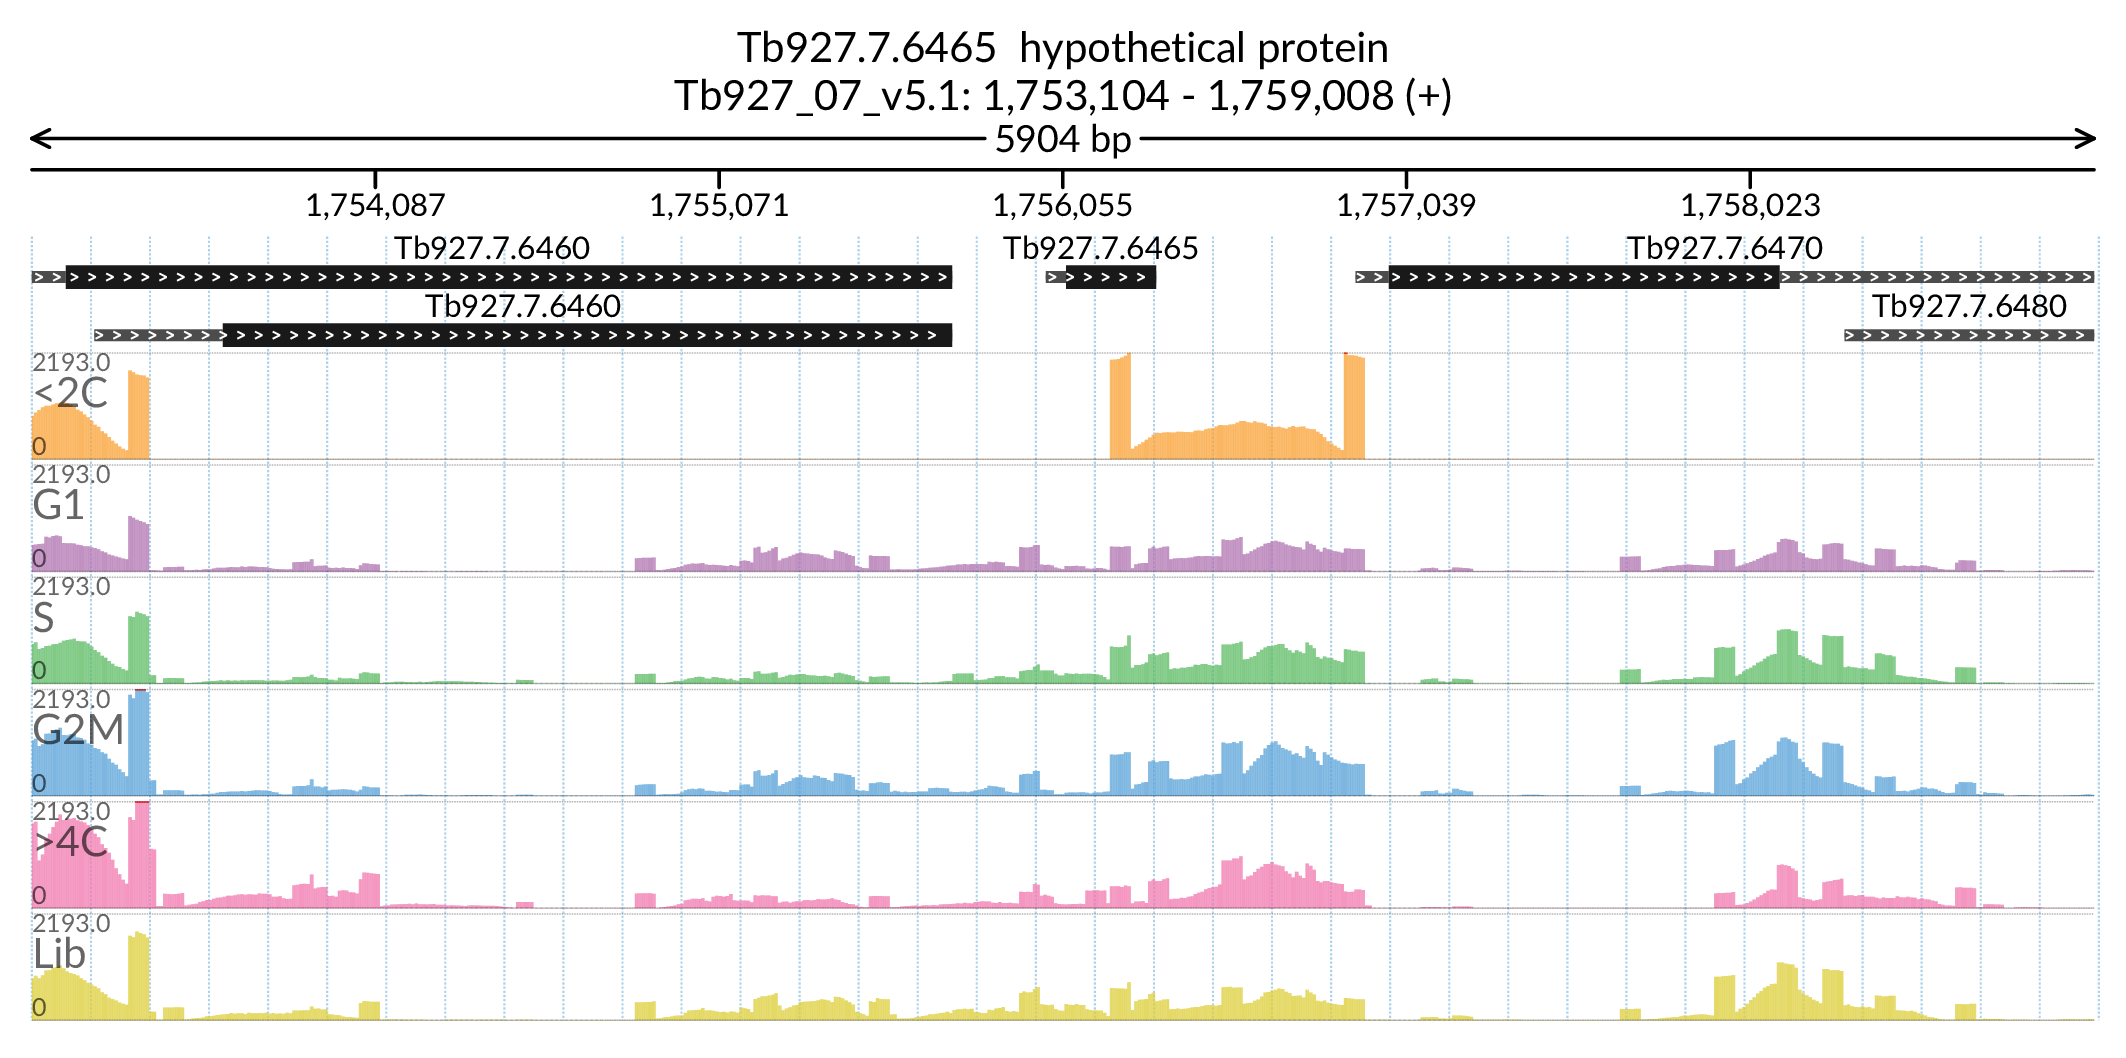 Tb927.7.6465  hypothetical protein
Tb927_07_v5.1: 1,753,104 - 1,759,008 (+)
5904 bp
1,754,087 1,755,071 1,756,055 1,757,039 1,758,023
Tb927.7.6460 Tb927.7.6465 Tb927.7.6470
Tb927.7.6460 Tb927.7.6480
2193.0
<2C
0
2193.0
G1
0
2193.0
S
0
2193.0
G2M
0
2193.0
>4C
0
2193.0
Lib
0